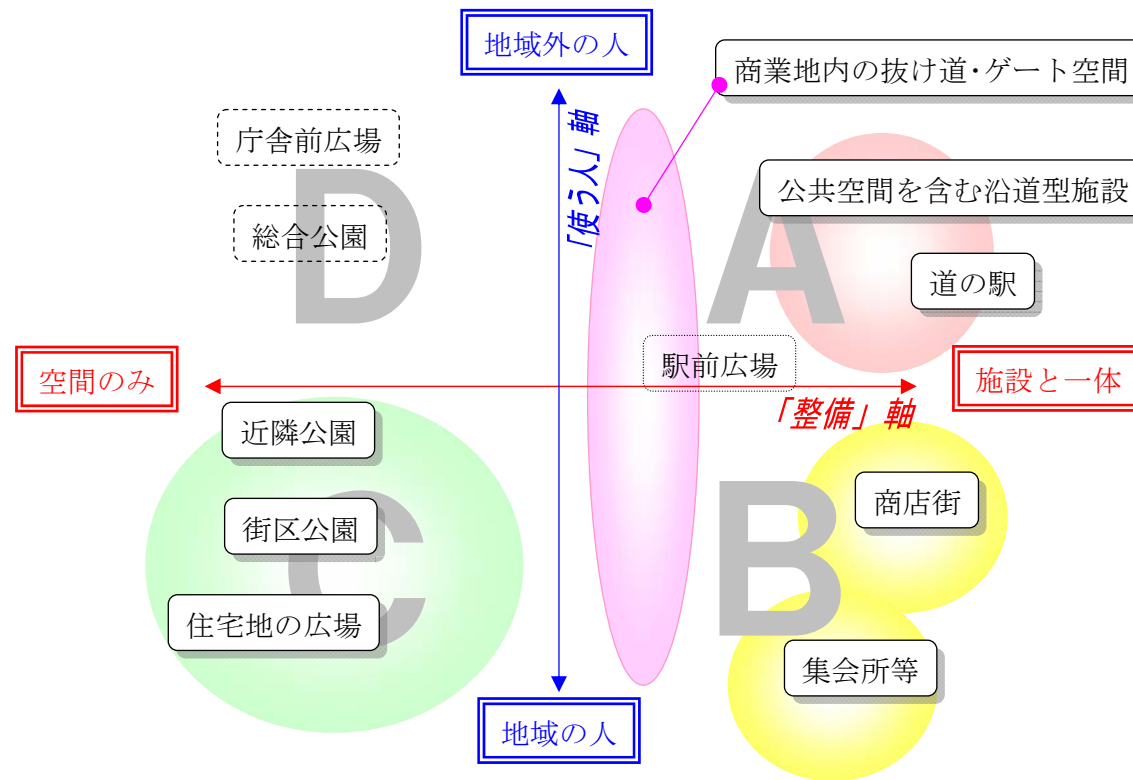 地域外の人
商業地内の抜け道・ゲート空間
庁舎前広場
「使う人」軸
D
A
公共空間を含む沿道型施設
総合公園
道の駅
駅前広場
空間のみ
施設と一体
「整備」軸
近隣公園
商店街
街区公園
C
B
住宅地の広場
集会所等
地域の人